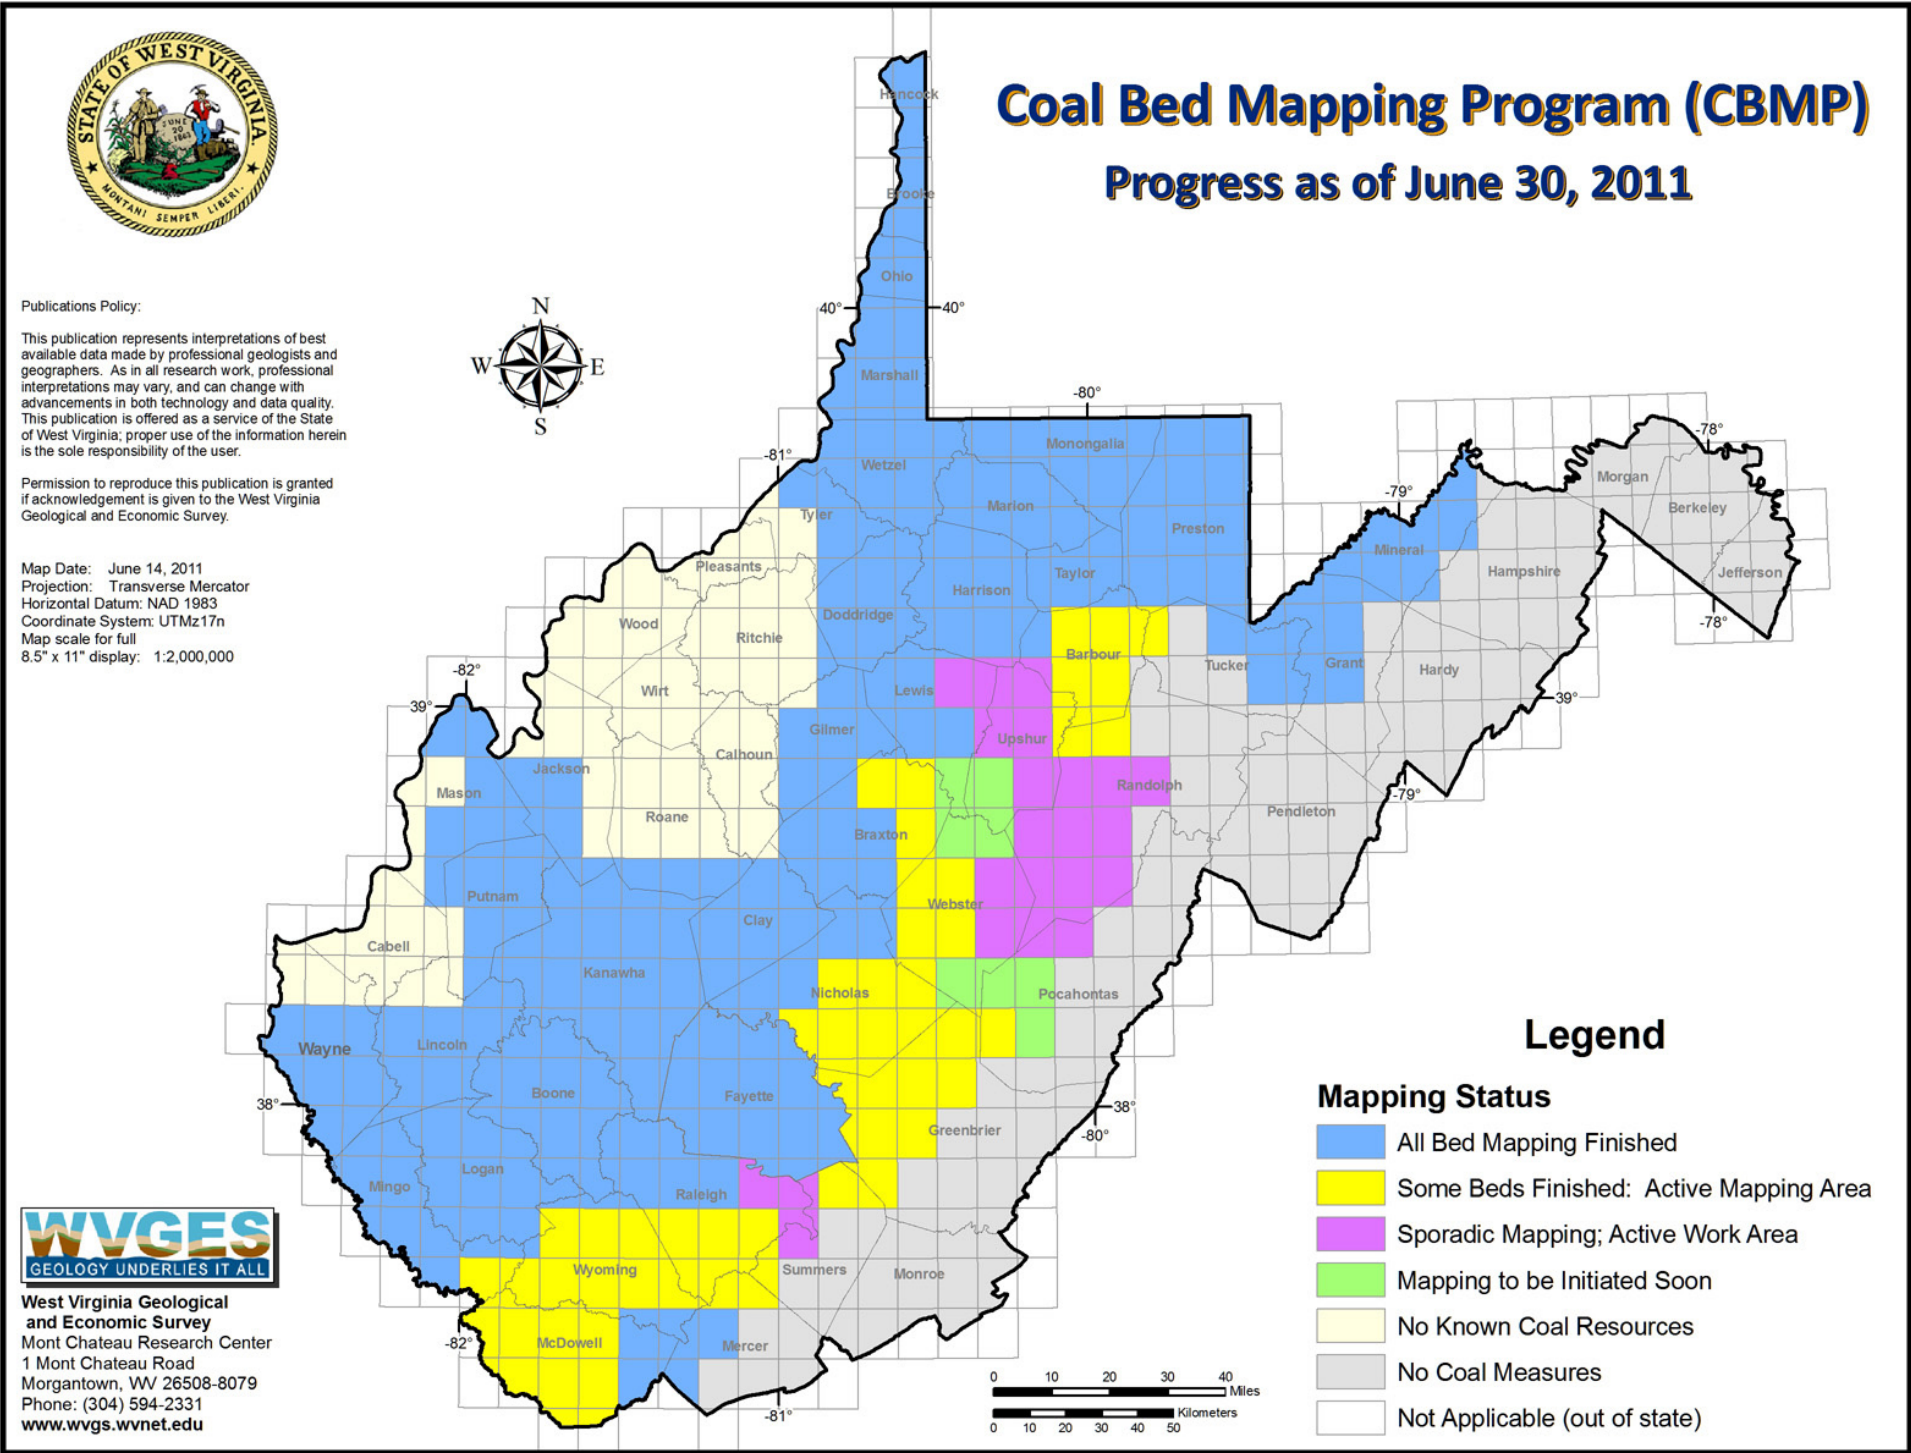 STATE OF WEST VIRGINIA.
JUNE
20
1863
MONTANI SEMPER LIBERI.
Coal Bed Mapping Program (CBMP)
Progress as of June 30, 2011
Publications Policy:
This publication represents interpretations of best
available data made by professional geologists and
geographers. As in all research work, professional
interpretations may vary, and can change with
advancements in both technology and data quality.
This publication is offered as a service of the State
of West Virginia; proper use of the information herein
is the sole responsibility of the user.
Permission to reproduce this publication is granted
if acknowledgement is given to the West Virginia
Geological and Economic Survey.
Map Date: June 14, 2011
Projection: Transverse Mercator
Horizontal Datum: NAD 1983
Coordinate System: UTMz17n
Map scale for full
8.5" x 11" display: 1:2,000,000
N
W
E
S
Hancock
Brooke
Ohio
40°
40°
Marshall
-80°
-78°
Monongalia
-81°
Wetzel
Morgan
-79°
Marion
Tyler
Berkeley
Preston
Mineral
Pleasants
Taylor
Hampshire
Jefferson
Harrison
Doddridge
Wood
Ritchie
-78°
Barbour
Tucker
Grant
Hardy
-82°
Wirt
Lewis
39°
39°
Gilmer
Upshur
Calhoun
Jackson
Mason
Randolph
-79°
Roane
Pendleton
Braxton
Putnam
Webster
Clay
Cabell
Kanawha
Nicholas
Pocahontas
Wayne
Lincoln
Boone
Fayette
38°
38°
Greenbrier
-80°
Logan
Mingo
Raleigh
Wyoming
Summers
Monroe
McDowell
Mercer
-82°
-81°
Legend
Mapping Status
All Bed Mapping Finished
Some Beds Finished: Active Mapping Area
Sporadic Mapping; Active Work Area
Mapping to be Initiated Soon
No Known Coal Resources
No Coal Measures
Not Applicable (out of state)
WVGES
GEOLOGY UNDERLIES IT ALL
West Virginia Geological
and Economic Survey
Mont Chateau Research Center
1 Mont Chateau Road
Morgantown, WV 26508-8079
Phone: (304) 594-2331
www.wvgs.wvnet.edu
0 10 20 30 40
Miles
Kilometers
0 10 20 30 40 50